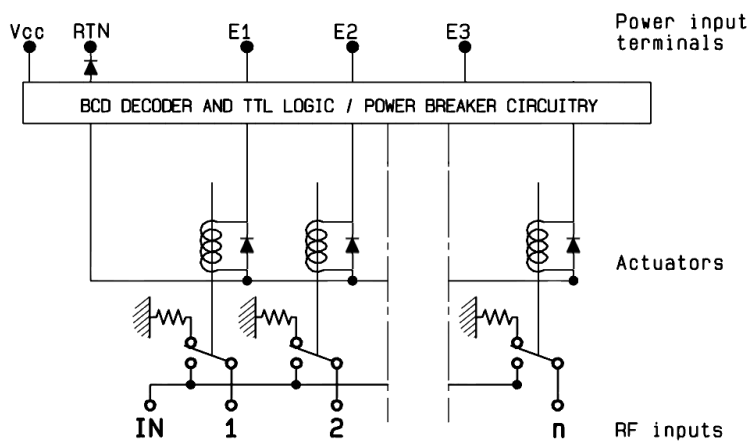 Vcc RTN E1 E2 E3 Power input
terminals
BCD DECODER AND TTL LOGIC / POWER BREAKER CIRCUITRY
Actuators
IN 1 2 n RF inputs